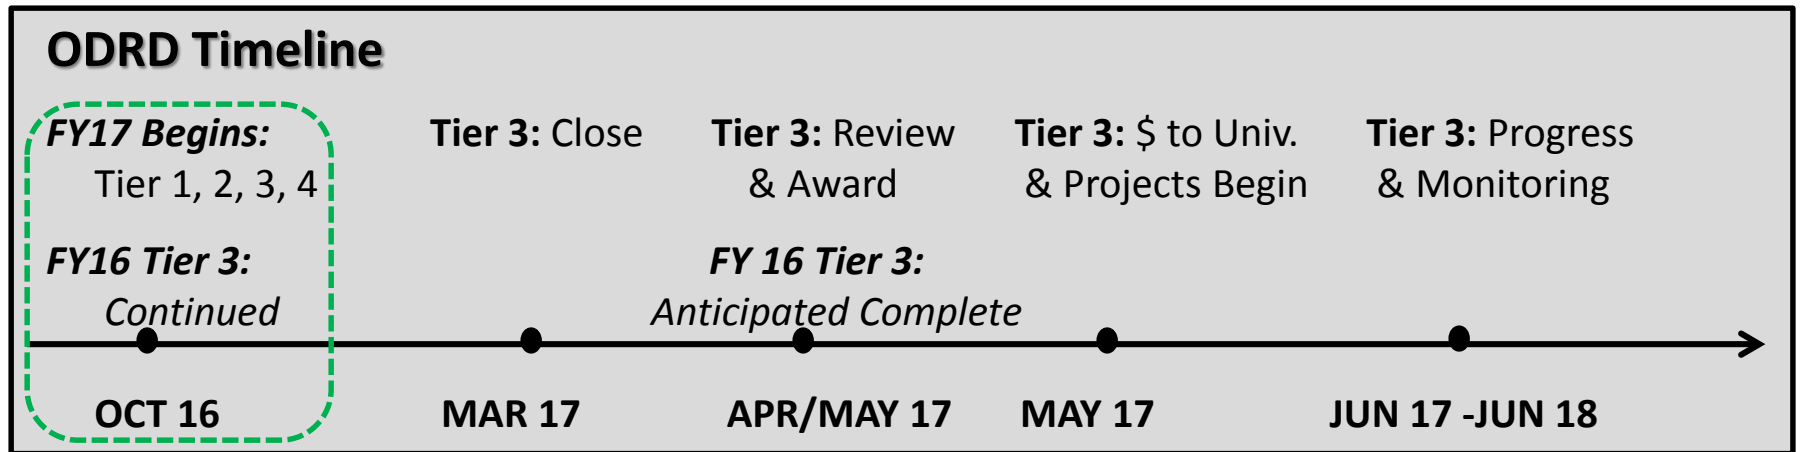 ODRD Timeline
FY17 Begins:
Tier 1, 2, 3, 4
FY16 Tier 3:
Continued
OCT 16
Tier 3: Close
MAR 17
Tier 3: Review
& Award
FY 16 Tier 3:
Anticipated Complete
APR/MAY 17
Tier 3: $ to Univ.
& Projects Begin
MAY 17
Tier 3: Progress
& Monitoring
JUN 17 -JUN 18